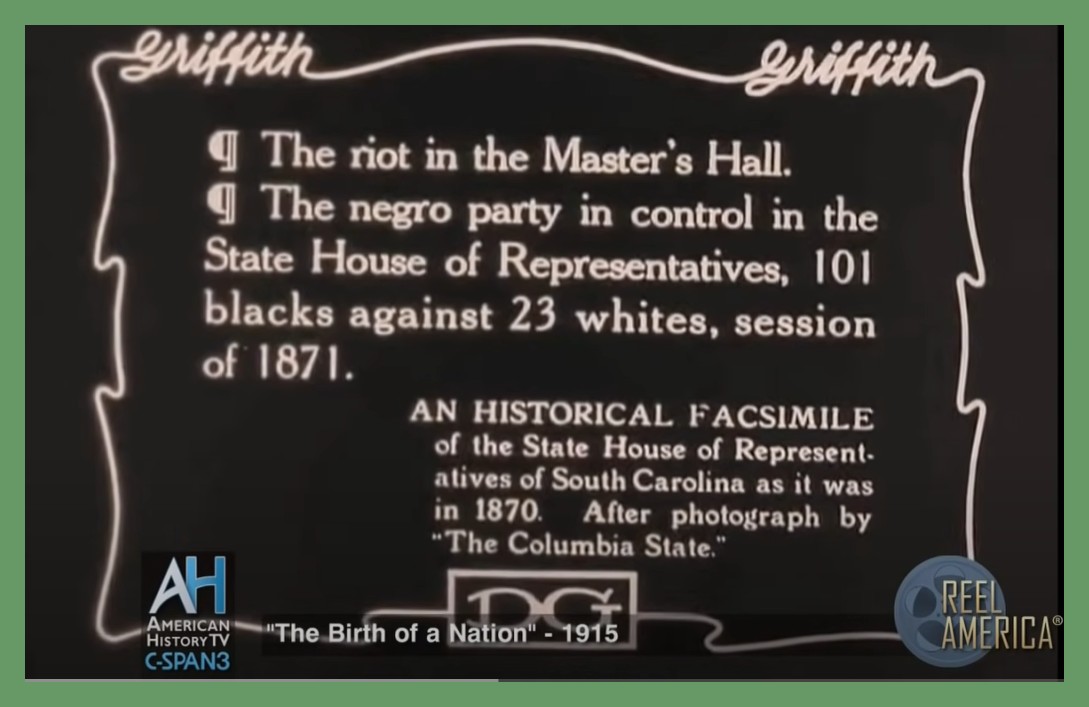 Griffith Griffith
¶ The riot in the Master's Hall.
¶ The negro party in control in the
State House of Representatives, 101
blacks against 23 whites, session
of 1871.
AN HISTORICAL FACSIMILE
of the State House of Represent-
atives of South Carolina as it was
in 1870. After photograph by
"The Columbia State."
DG
AH
AMERICAN
HISTORY TV
C-SPAN3
"The Birth of a Nation" - 1915
REEL
AMERICA®